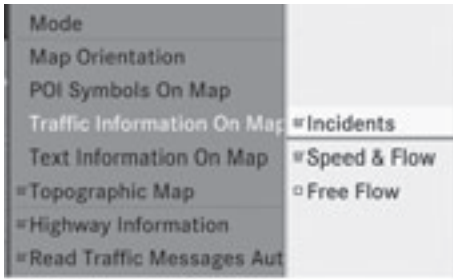 Mode
Map Orientation
POI Symbols On Map
Traffic Information On Map
Incidents
Text Information On Map
Speed & Flow
Topographic Map
Free Flow
Highway Information
Read Traffic Messages Aut